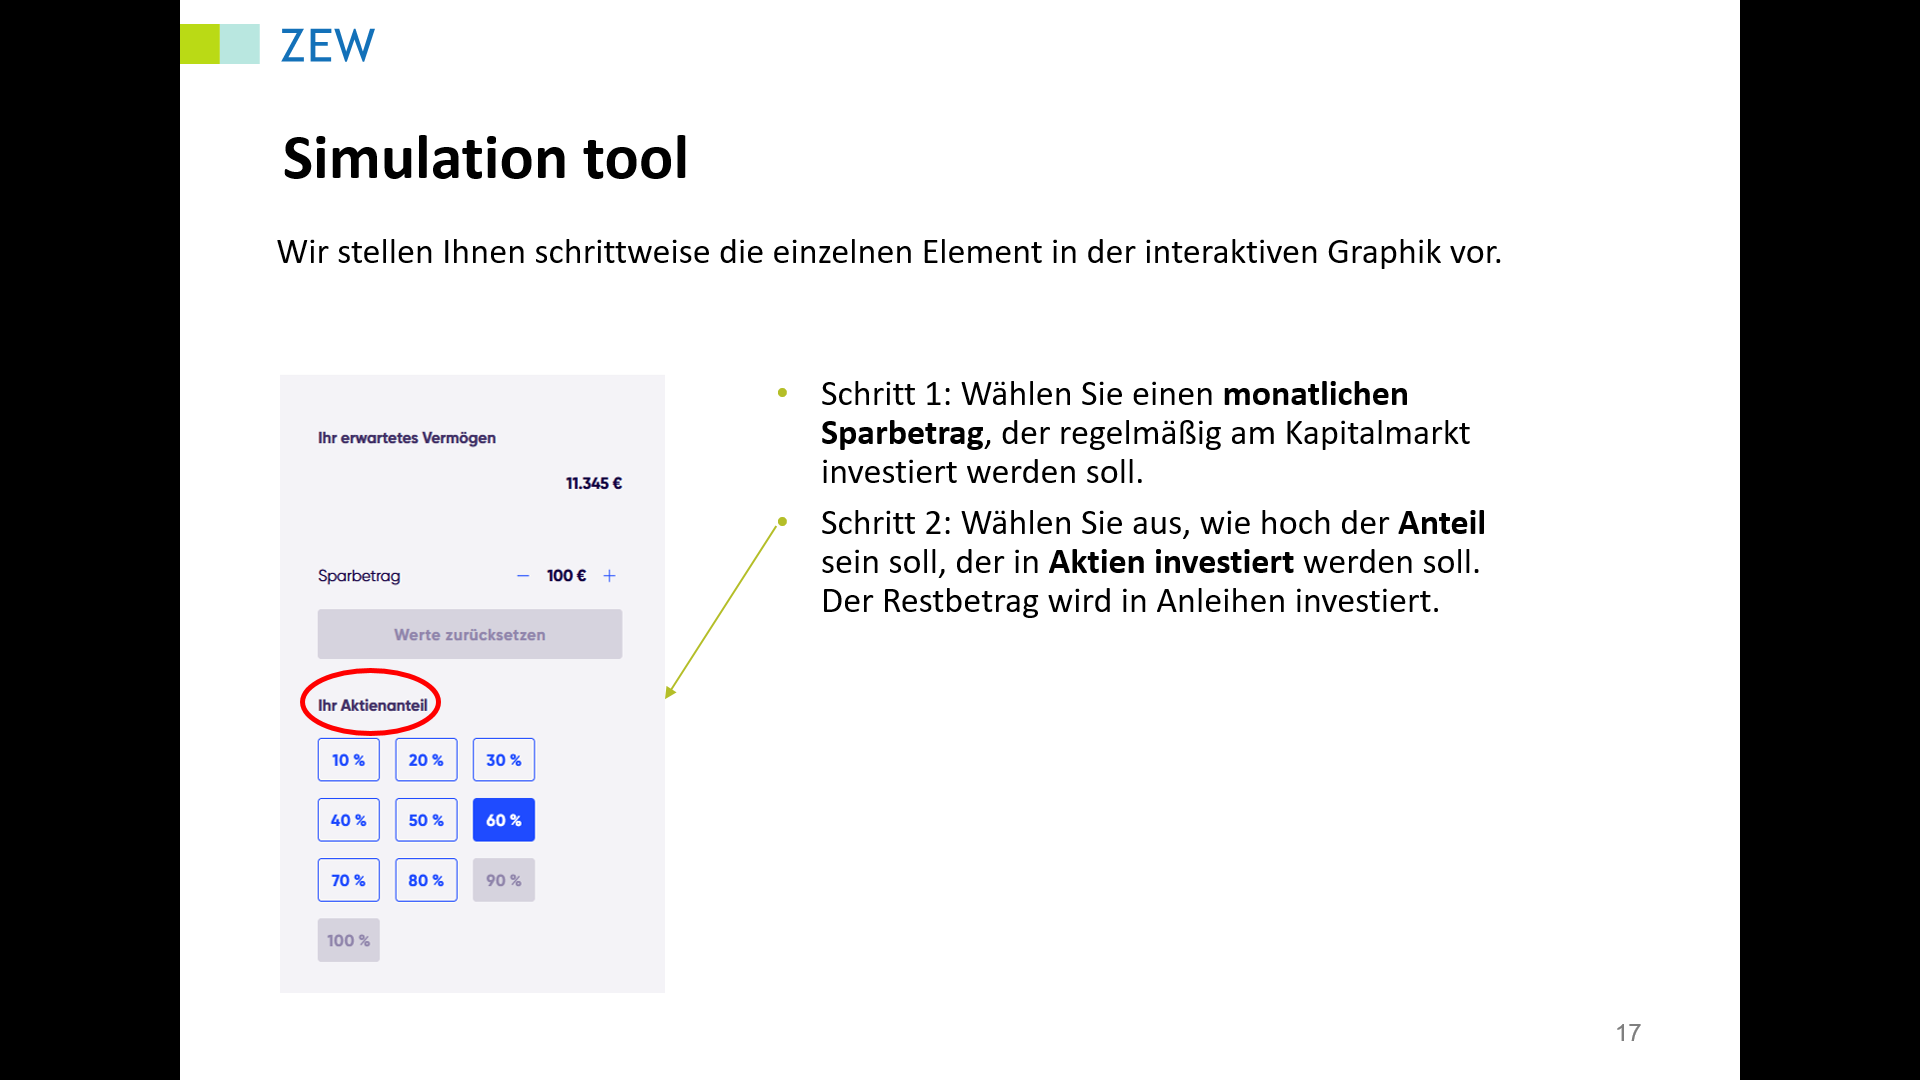 ZEW
Simulation tool
Wir stellen Ihnen schrittweise die einzelnen Element in der interaktiven Graphik vor.
Ihr erwartetes Vermögen
11.345 €
Sparbetrag − 100 € +
Werte zurücksetzen
Ihr Aktienanteil
10 % 20 % 30 %
40 % 50 % 60 %
70 % 80 % 90 %
100 %
• Schritt 1: Wählen Sie einen monatlichen
Sparbetrag, der regelmäßig am Kapitalmarkt
investiert werden soll.
• Schritt 2: Wählen Sie aus, wie hoch der Anteil
sein soll, der in Aktien investiert werden soll.
Der Restbetrag wird in Anleihen investiert.
17